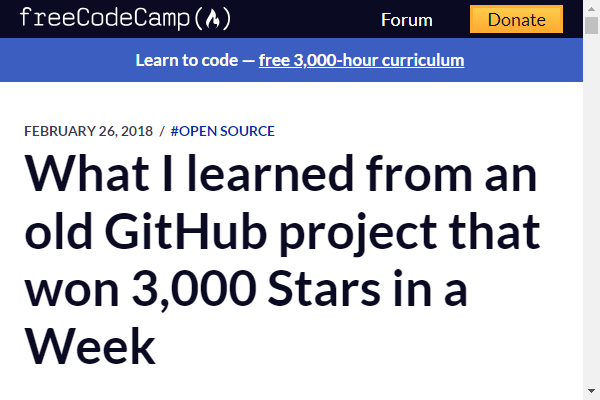 freeCodeCamp(🔥)
Forum
Donate
Learn to code — free 3,000-hour curriculum
FEBRUARY 26, 2018 / #OPEN SOURCE
What I learned from an
old GitHub project that
won 3,000 Stars in a
Week